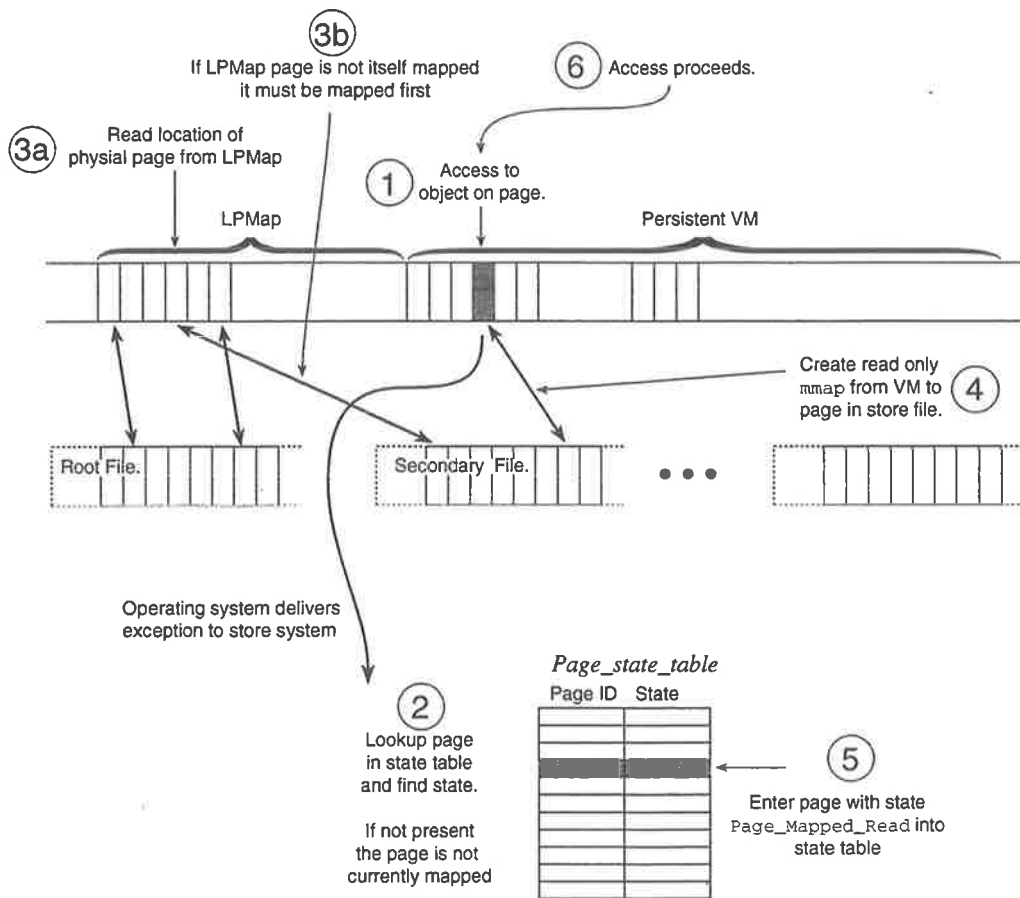 3b
If LPMap page is not itself mapped
it must be mapped first
6
Access proceeds.
3a
Read location of
physial page from LPMap
1
Access to
object on page.
LPMap
Persistent VM
Create read only
mmap from VM to
page in store file.
4
Root File.
Secondary File.
Operating system delivers
exception to store system
2
Lookup page
in state table
and find state.
If not present
the page is not
currently mapped
Page_state_table
Page ID State
5
Enter page with state
Page_Mapped_Read into
state table